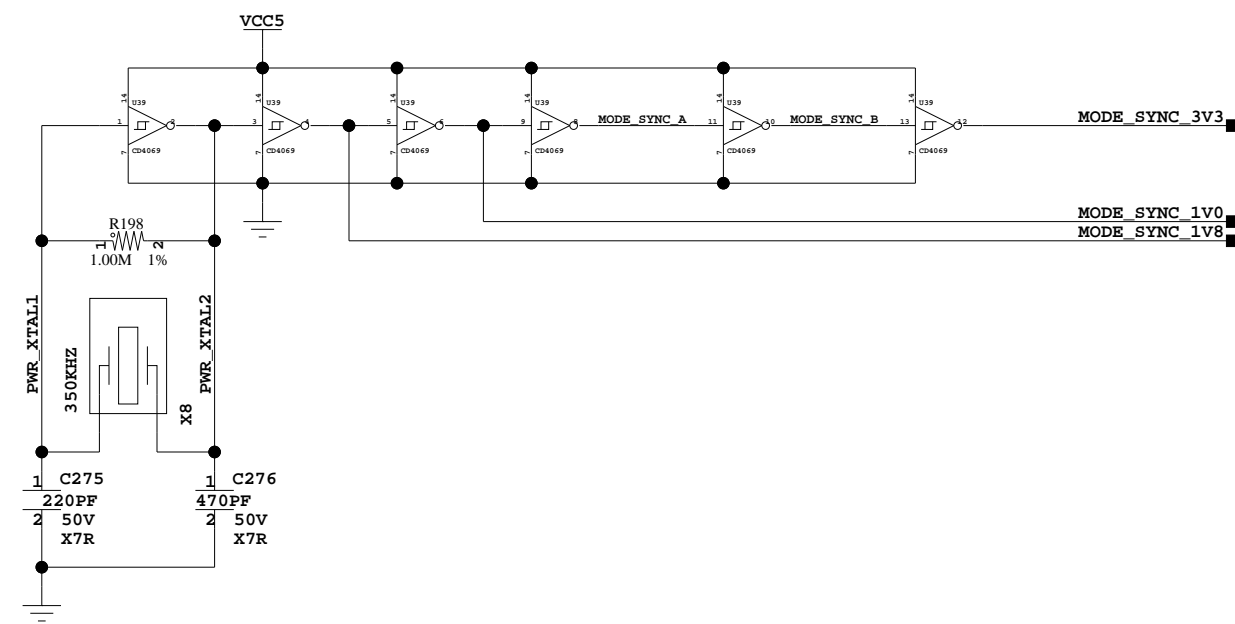 VCC5
14 U39 14 U39 14 U39 14 U39 14 U39 14 U39
1 2 3 4 5 6 9 8 MODE_SYNC_A 11 10 MODE_SYNC_B 13 12 MODE_SYNC_3V3
7 CD4069 7 CD4069 7 CD4069 7 CD4069 7 CD4069 7 CD4069
MODE_SYNC_1V0
MODE_SYNC_1V8
R198
1 2
1.00M 1%
PWR_XTAL1
350KHZ
X8
PWR_XTAL2
1 C275
220PF
2 50V
X7R
1 C276
470PF
2 50V
X7R